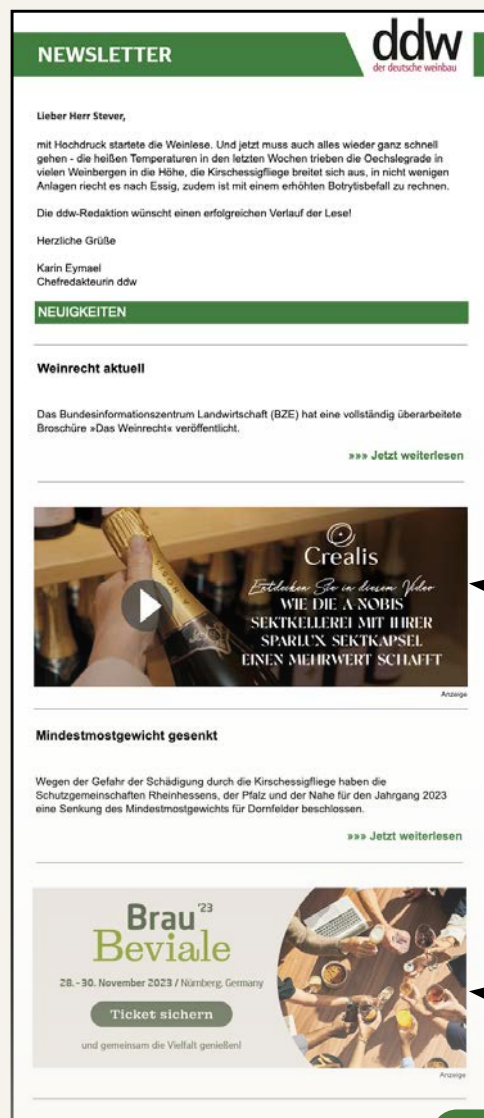 NEWSLETTER
ddw
der deutsche weinbau
Lieber Herr Stever,
mit Hochdruck startete die Weinlese. Und jetzt muss auch alles wieder ganz schnell
gehen - die heißen Temperaturen in den letzten Wochen trieben die Oechslegrade in
vielen Weinbergen in die Höhe, die Kirschessigfliege breitet sich aus, in nicht wenigen
Anlagen riecht es nach Essig, zudem ist mit einem erhöhten Botrytisbefall zu rechnen.
Die ddw-Redaktion wünscht einen erfolgreichen Verlauf der Lese!
Herzliche Grüße
Karin Eymael
Chefredakteurin ddw
NEUIGKEITEN
Weinrecht aktuell
Das Bundesinformationszentrum Landwirtschaft (BZE) hat eine vollständig überarbeitete
Broschüre »Das Weinrecht« veröffentlicht.
»»» Jetzt weiterlesen
Crealis
Entdecken Sie in diesem Video
WIE DIE A NOBIS
SEKTKELLEREI MIT IHRER
SPARLUX SEKTKAPSEL
EINEN MEHRWERT SCHAFFT
A NOBIS
Anzeige
Mindestmostgewicht gesenkt
Wegen der Gefahr der Schädigung durch die Kirschessigfliege haben die
Schutzgemeinschaften Rheinhessens, der Pfalz und der Nahe für den Jahrgang 2023
eine Senkung des Mindestmostgewichts für Dornfelder beschlossen.
»»» Jetzt weiterlesen
Brau '23
Beviale
28. - 30. November 2023 / Nürnberg, Germany
Ticket sichern
und gemeinsam die Vielfalt genießen!
Anzeige